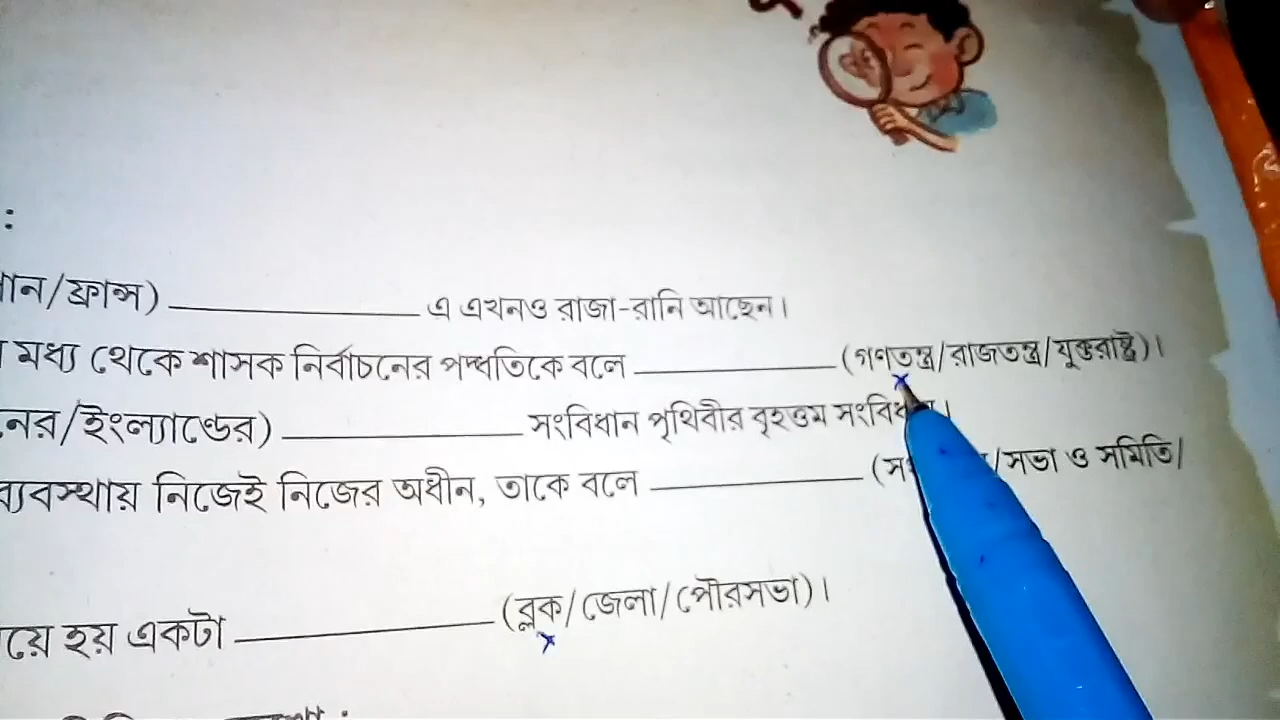 :
/ফ্রান্স) ____________ এ এখনও রাজা-রানি আছেন।
মধ্য থেকে শাসক নির্বাচনের পদ্ধতিকে বলে ____________ (গণতন্ত্র/রাজতন্ত্র/যুক্তরাষ্ট্র)।
/ইংল্যান্ডের) ____________ সংবিধান পৃথিবীর বৃহত্তম
ব্যবস্থায় নিজেই নিজের অধীন, তাকে বলে ____________ /সভা ও সমিতি/
হয় একটা ____________ (ব্লক/জেলা/পৌরসভা)।